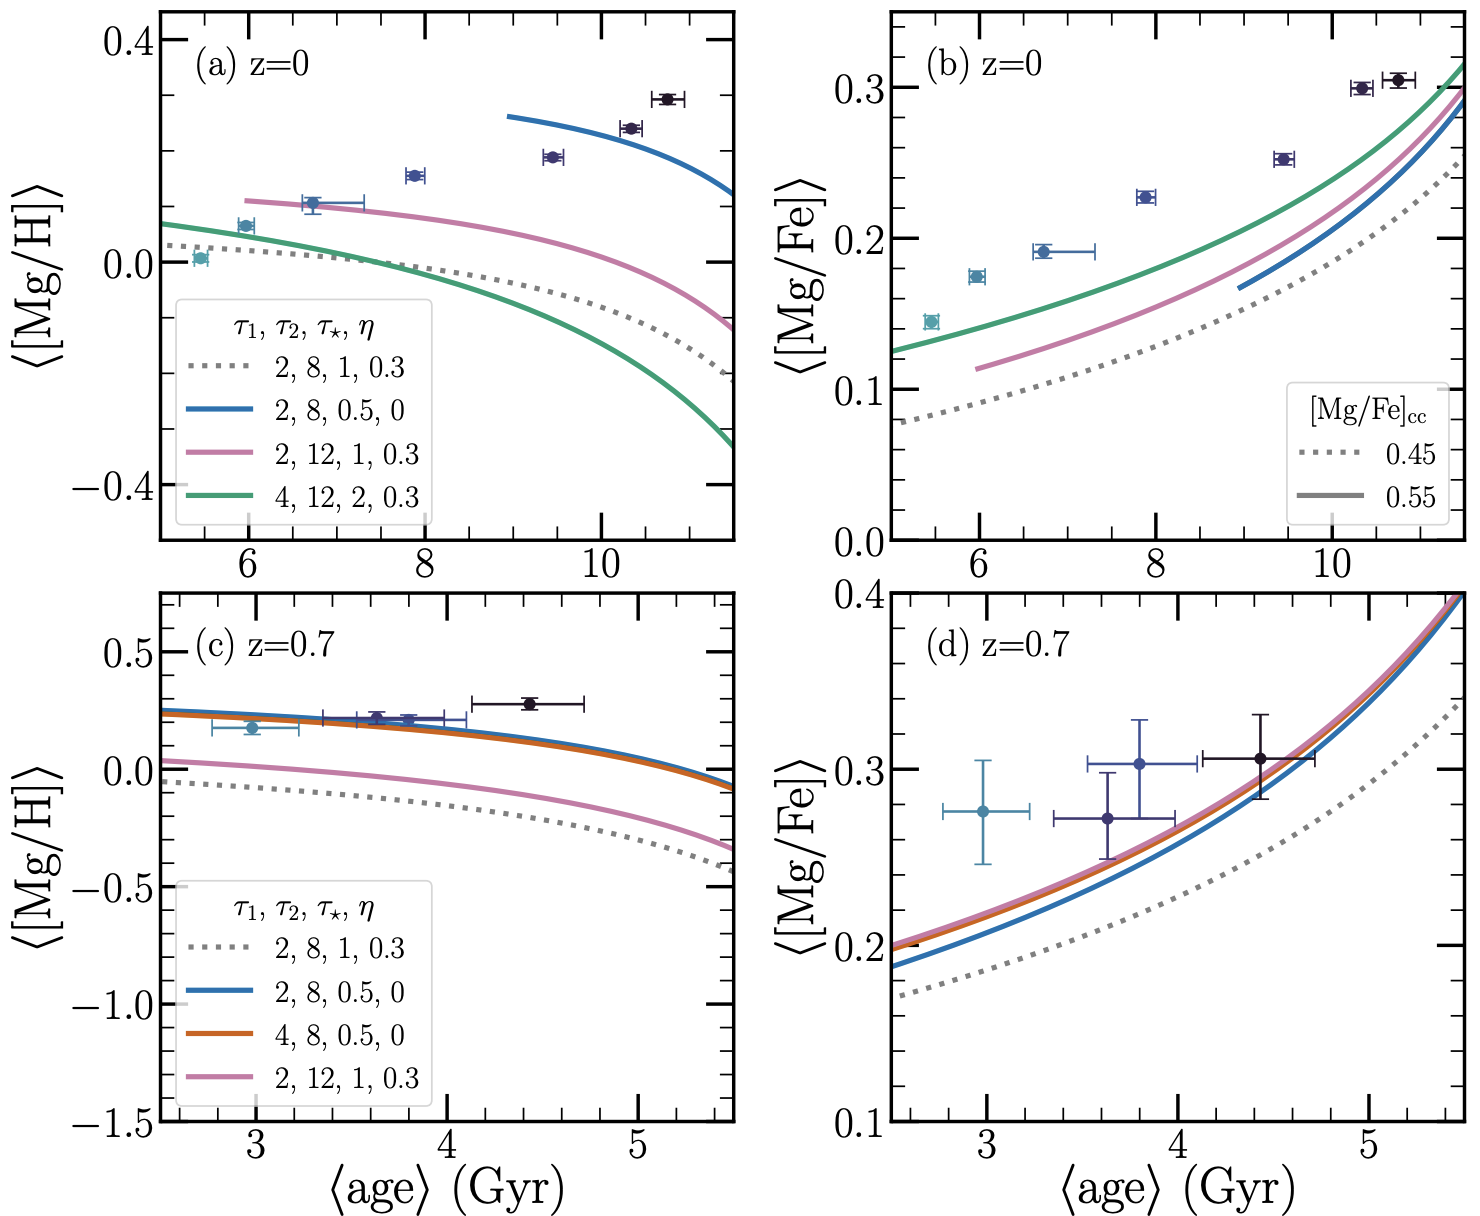 (a) z=0
⟨[Mg/H]⟩
0.4
0.0
−0.4
τ₁, τ₂, τ⋆, η
2, 8, 1, 0.3
2, 8, 0.5, 0
2, 12, 1, 0.3
4, 12, 2, 0.3
6 8 10
(b) z=0
⟨[Mg/Fe]⟩
0.3
0.2
0.1
0.0
[Mg/Fe]cc
0.45
0.55
6 8 10
(c) z=0.7
⟨[Mg/H]⟩
0.5
0.0
−0.5
−1.0
−1.5
τ₁, τ₂, τ⋆, η
2, 8, 1, 0.3
2, 8, 0.5, 0
4, 8, 0.5, 0
2, 12, 1, 0.3
3 4 5
⟨age⟩ (Gyr)
(d) z=0.7
⟨[Mg/Fe]⟩
0.4
0.3
0.2
0.1
3 4 5
⟨age⟩ (Gyr)